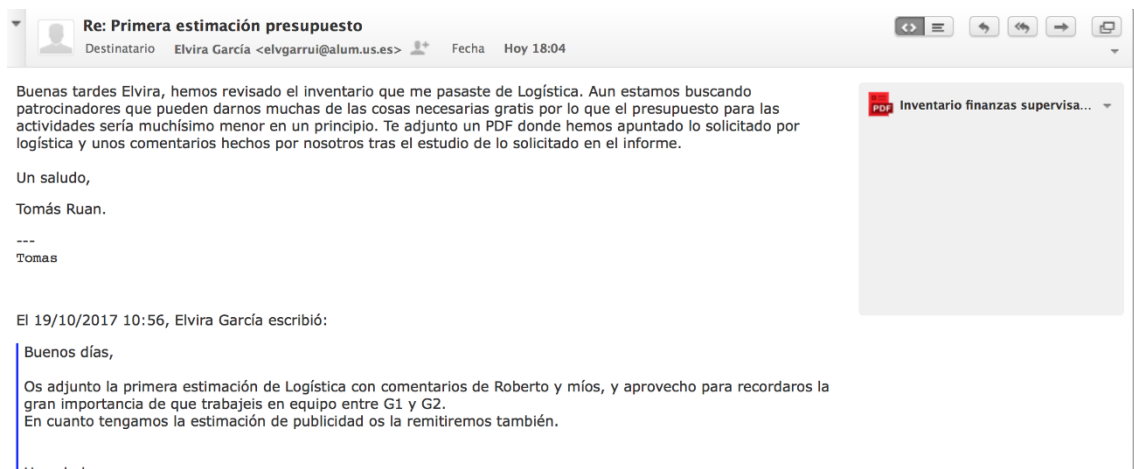 Re: Primera estimación presupuesto
Destinatario Elvira García <elvgarrui@alum.us.es> Fecha Hoy 18:04
Buenas tardes Elvira, hemos revisado el inventario que me pasaste de Logística. Aun estamos buscando
patrocinadores que pueden darnos muchas de las cosas necesarias gratis por lo que el presupuesto para las
actividades sería muchísimo menor en un principio. Te adjunto un PDF donde hemos apuntado lo solicitado por
logística y unos comentarios hechos por nosotros tras el estudio de lo solicitado en el informe.
Un saludo,
Tomás Ruan.
---
Tomas
El 19/10/2017 10:56, Elvira García escribió:
Buenos días,
Os adjunto la primera estimación de Logística con comentarios de Roberto y míos, y aprovecho para recordaros la
gran importancia de que trabajeis en equipo entre G1 y G2.
En cuanto tengamos la estimación de publicidad os la remitiremos también.
PDF Inventario finanzas supervisa...